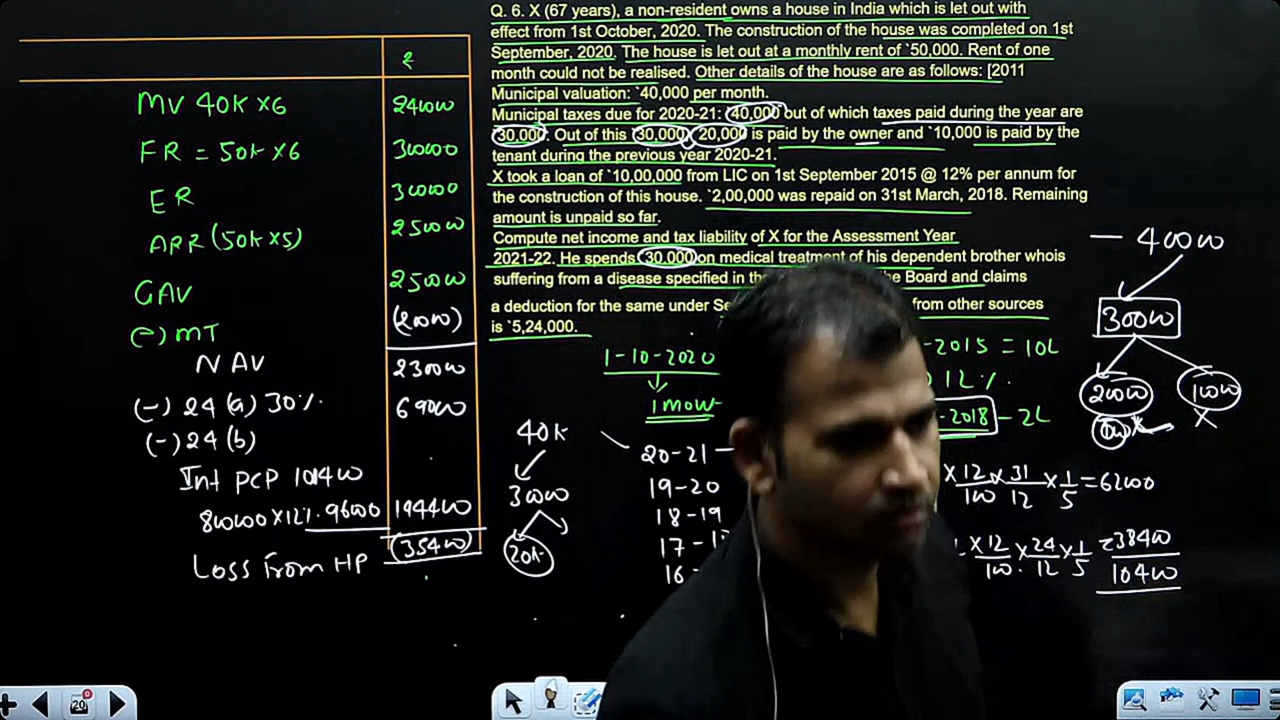 ₹
MV 40K × 6 240000
FR = 50K × 6 300000
ER 300000
ARR (50K × 5) 250000
GAV 250000
(-) MT (20000)
NAV 230000
(-) 24 (a) 30% 69000
(-) 24 (b)
Int PCP 101400
800000 × 12% . 96000 194400
Loss from HP (35400)
Q. 6. X (67 years), a non-resident owns a house in India which is let out with
effect from 1st October, 2020. The construction of the house was completed on 1st
September, 2020. The house is let out at a monthly rent of `50,000. Rent of one
month could not be realised. Other details of the house are as follows: [2011
Municipal valuation: `40,000 per month.
Municipal taxes due for 2020-21: `40,000 out of which taxes paid during the year are
`30,000. Out of this `30,000, `20,000 is paid by the owner and `10,000 is paid by the
tenant during the previous year 2020-21.
X took a loan of `10,00,000 from LIC on 1st September 2015 @ 12% per annum for
the construction of this house. `2,00,000 was repaid on 31st March, 2018. Remaining
amount is unpaid so far.
Compute net income and tax liability of X for the Assessment Year
2021-22. He spends `30,000 on medical treatment of his dependent brother whois
suffering from a disease specified in the the Board and claims
a deduction for the same under from other sources
is `5,24,000.
1-10-2020
40K
30000
20K
20-21
19-20
18-19
17-
16-
-2015 = 10L
12%
-2018 - 2L
× 12/100 × 31/12 × 1/5 = 62000
× 12/100 × 24/12 × 1/5 = 38400
10400
40000
30000
20000 10000
×